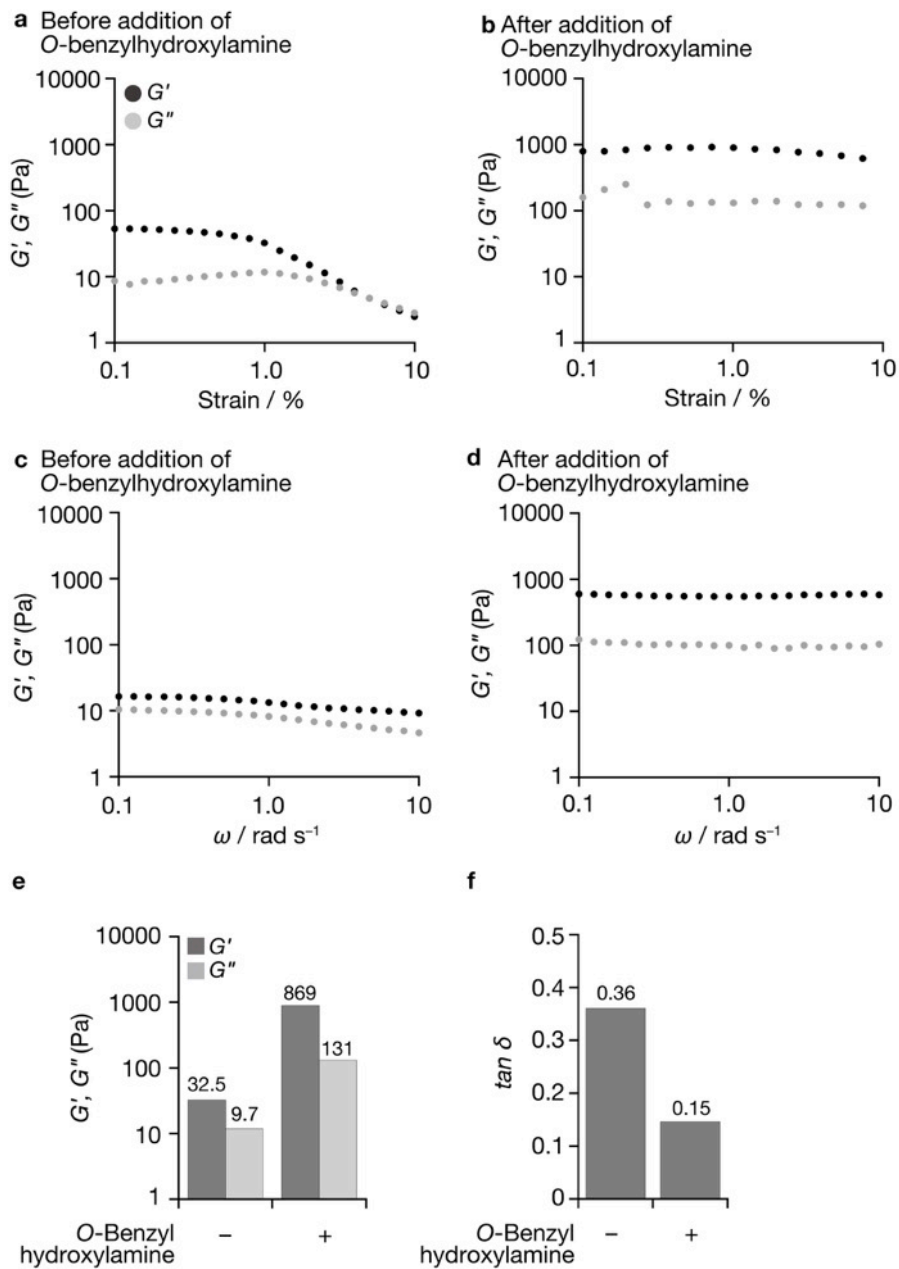 a Before addition of
O-benzylhydroxylamine
10000
1000
100
10
1
G', G" (Pa)
G'
G"
0.1 1.0 10
Strain / %
b After addition of
O-benzylhydroxylamine
10000
1000
100
10
1
G', G" (Pa)
0.1 1.0 10
Strain / %
c Before addition of
O-benzylhydroxylamine
10000
1000
100
10
1
G', G" (Pa)
0.1 1.0 10
ω / rad s⁻¹
d After addition of
O-benzylhydroxylamine
10000
1000
100
10
1
G', G" (Pa)
0.1 1.0 10
ω / rad s⁻¹
e
10000
1000
100
10
1
G', G" (Pa)
G'
G"
32.5
9.7
869
131
O-Benzyl
hydroxylamine
− +
f
0.5
0.4
0.3
0.2
0.1
0
tan δ
0.36
0.15
O-Benzyl
hydroxylamine
− +